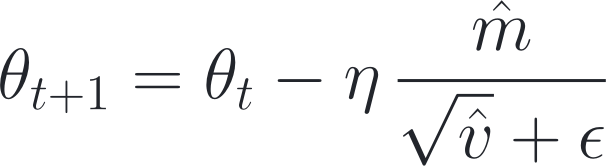 θ_{t+1} = θ_t − η \frac{\hat{m}}{\sqrt{\hat{v}} + ϵ}